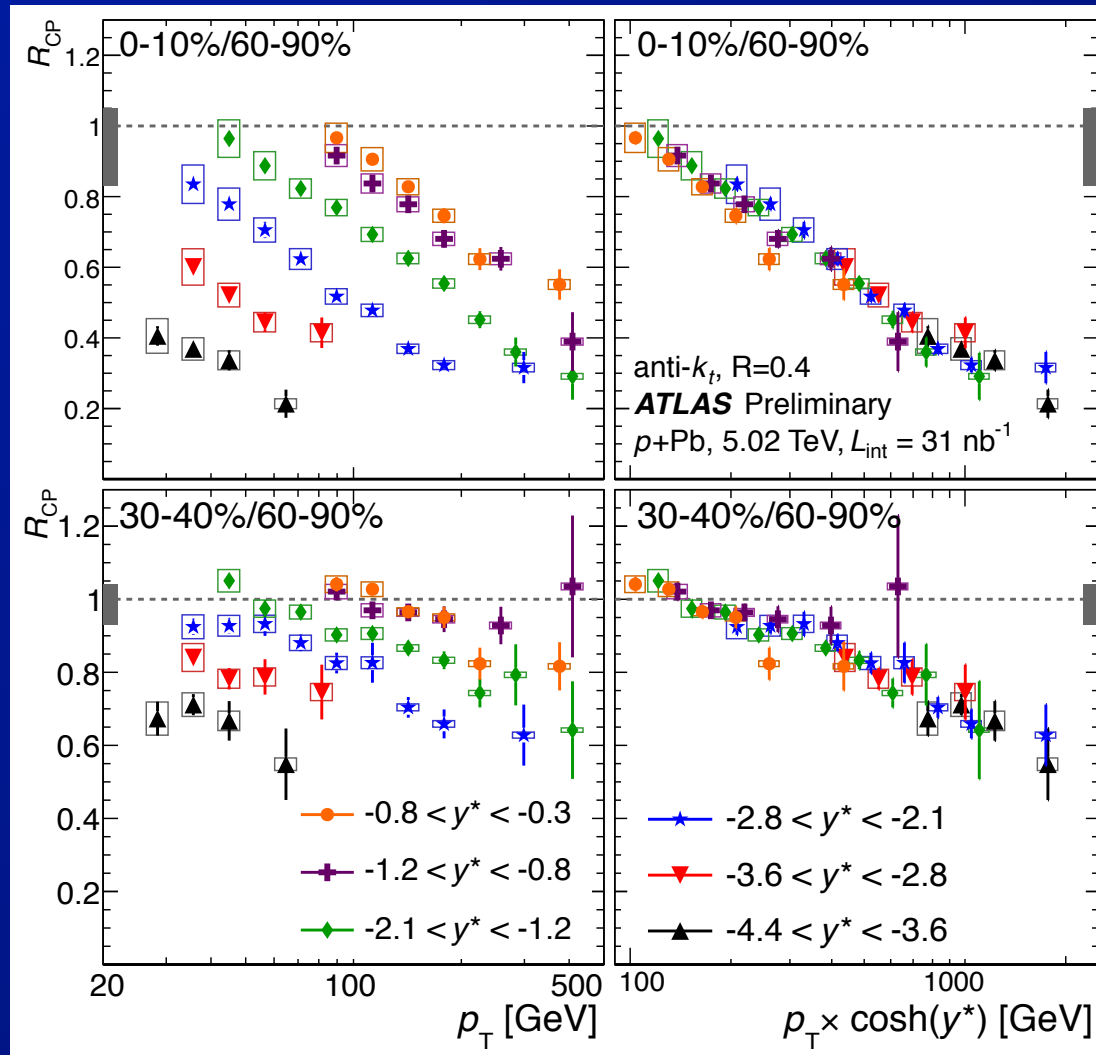 R_CP
0-10%/60-90%
0-10%/60-90%
1.2
1
0.8
0.6
0.4
0.2
anti-k_t, R=0.4
ATLAS Preliminary
p+Pb, 5.02 TeV, L_int = 31 nb^-1
R_CP
30-40%/60-90%
30-40%/60-90%
1.2
1
0.8
0.6
0.4
0.2
-0.8 < y* < -0.3
-1.2 < y* < -0.8
-2.1 < y* < -1.2
-2.8 < y* < -2.1
-3.6 < y* < -2.8
-4.4 < y* < -3.6
20 100 500
100 1000
p_T [GeV]
p_T × cosh(y*) [GeV]